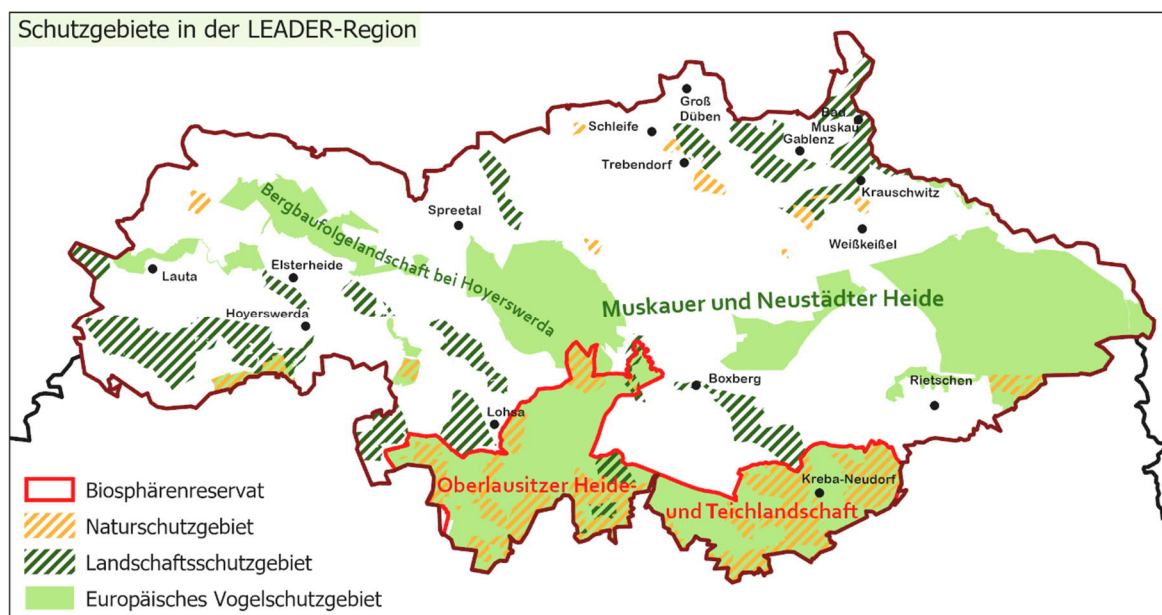 Schutzgebiete in der LEADER-Region
Groß
Düben
Schleife
Bad
Muskau
Gablenz
Trebendorf
Krauschwitz
Spreetal
Weißkeißel
Bergbaufolgelandschaft bei Hoyerswerda
Lauta
Elsterheide
Muskauer und Neustädter Heide
Hoyerswerda
Boxberg
Rietschen
Lohsa
Oberlausitzer Heide-
und Teichlandschaft
Kreba-Neudorf
Biosphärenreservat
Naturschutzgebiet
Landschaftsschutzgebiet
Europäisches Vogelschutzgebiet